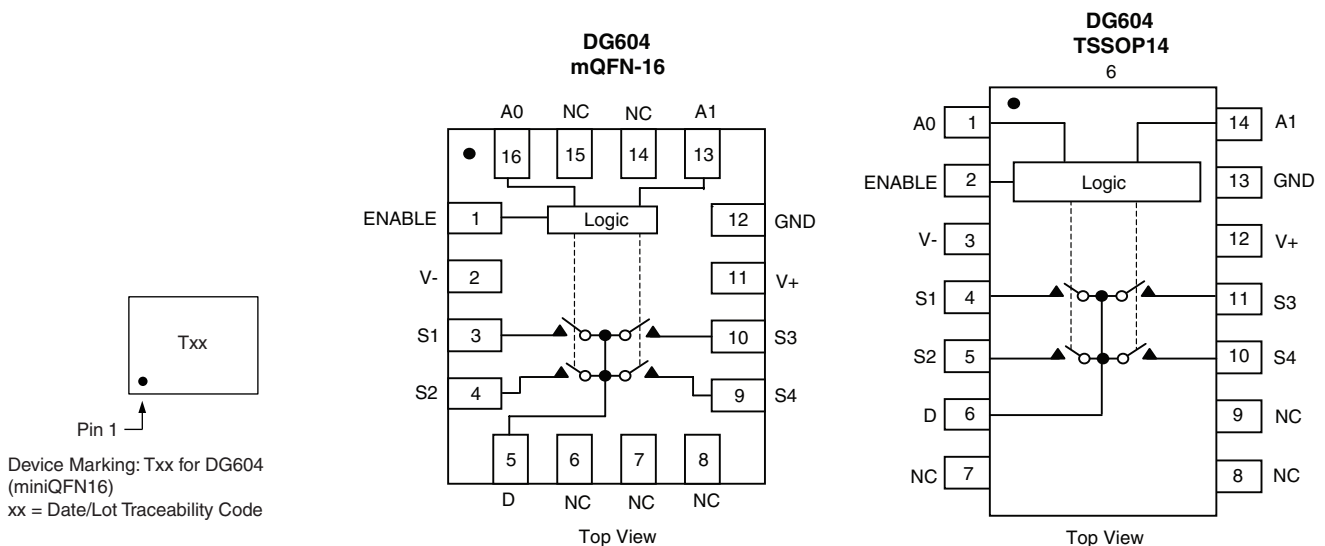 Txx
Pin 1
Device Marking: Txx for DG604
(miniQFN16)
xx = Date/Lot Traceability Code
DG604
mQFN-16
A0 NC NC A1
16 15 14 13
ENABLE 1 Logic 12 GND
V- 2 11 V+
S1 3 10 S3
S2 4 9 S4
5 6 7 8
D NC NC NC
Top View
DG604
TSSOP14
6
A0 1 14 A1
ENABLE 2 Logic 13 GND
V- 3 12 V+
S1 4 11 S3
S2 5 10 S4
D 6 9 NC
NC 7 8 NC
Top View